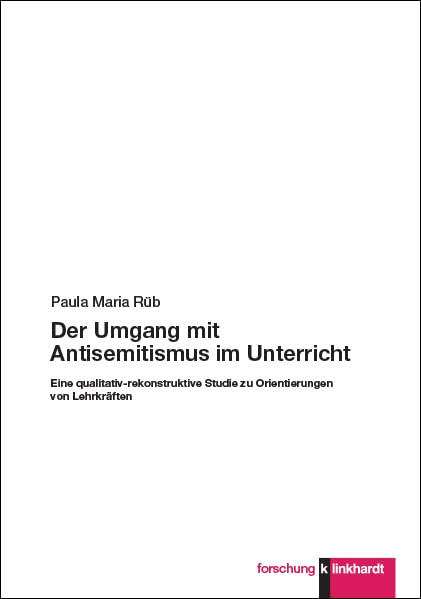 Paula Maria Rüb
Der Umgang mit
Antisemitismus im Unterricht
Eine qualitativ-rekonstruktive Studie zu Orientierungen
von Lehrkräften
forschung k linkhardt